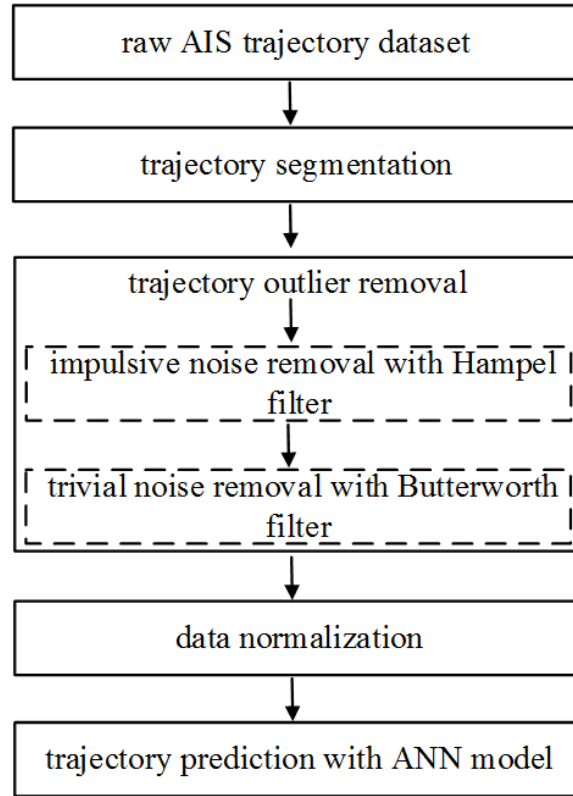 raw AIS trajectory dataset
trajectory segmentation
trajectory outlier removal
impulsive noise removal with Hampel
filter
trivial noise removal with Butterworth
filter
data normalization
trajectory prediction with ANN model